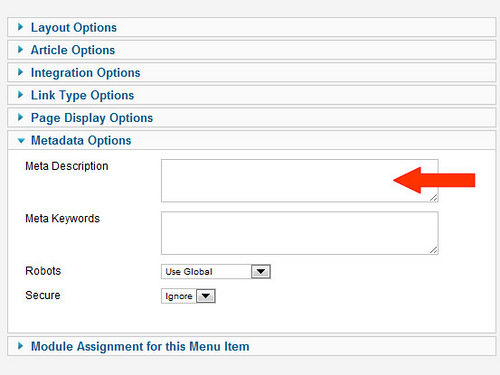 Layout Options
Article Options
Integration Options
Link Type Options
Page Display Options
Metadata Options
Meta Description
Meta Keywords
Robots Use Global
Secure Ignore
Module Assignment for this Menu Item